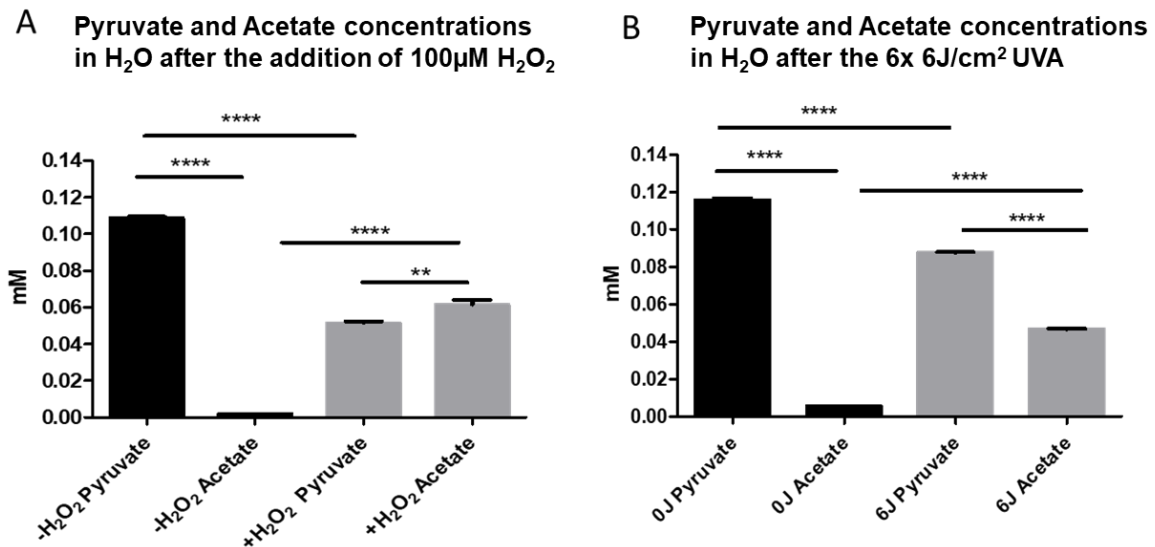 A
Pyruvate and Acetate concentrations
in H₂O after the addition of 100µM H₂O₂
****
****
****
**
0.14
0.12
0.10
0.08
0.06
0.04
0.02
0.00
mM
-H₂O₂ Pyruvate
-H₂O₂ Acetate
+H₂O₂ Pyruvate
+H₂O₂ Acetate
B
Pyruvate and Acetate concentrations
in H₂O after the 6x 6J/cm² UVA
****
****
****
****
0.14
0.12
0.10
0.08
0.06
0.04
0.02
0.00
mM
0J Pyruvate
0J Acetate
6J Pyruvate
6J Acetate